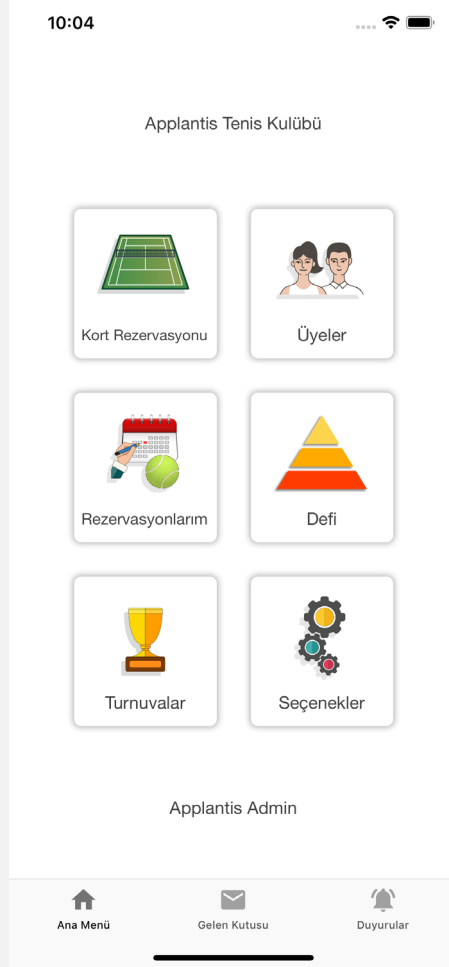 10:04
Applantis Tenis Kulübü
Kort Rezervasyonu
Üyeler
Rezervasyonlarım
Defi
Turnuvalar
Seçenekler
Applantis Admin
Ana Menü
Gelen Kutusu
Duyurular